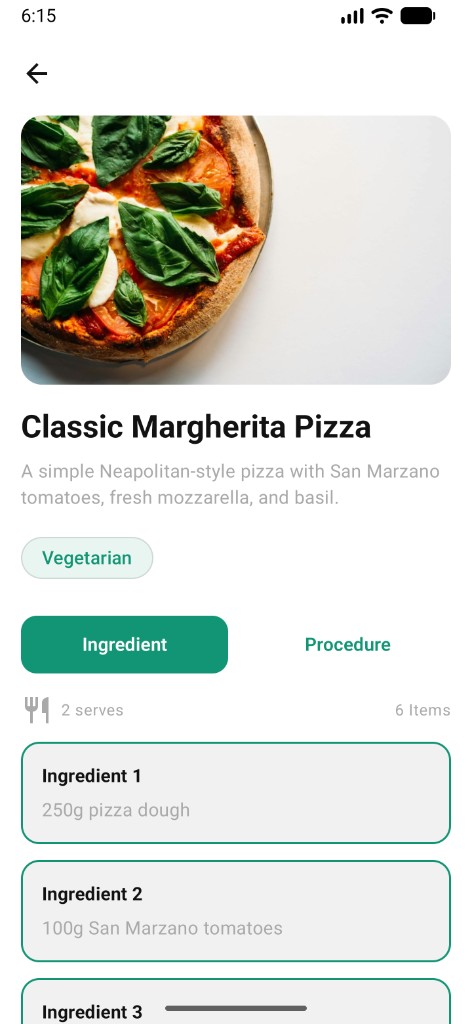 6:15
Classic Margherita Pizza
A simple Neapolitan-style pizza with San Marzano
tomatoes, fresh mozzarella, and basil.
Vegetarian
Ingredient
Procedure
2 serves
6 Items
Ingredient 1
250g pizza dough
Ingredient 2
100g San Marzano tomatoes
Ingredient 3